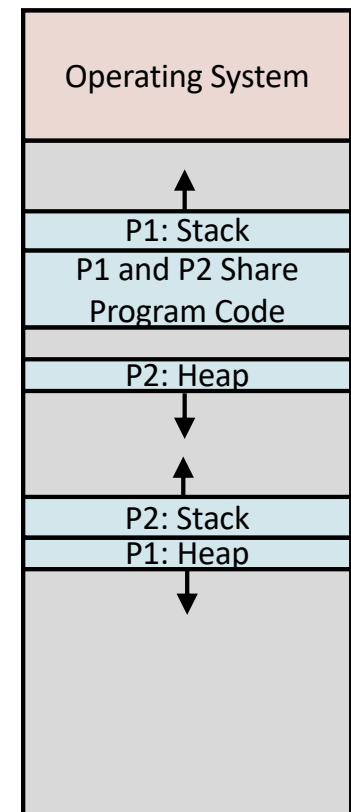 Operating System
P1: Stack
P1 and P2 Share
Program Code
P2: Heap
P2: Stack
P1: Heap